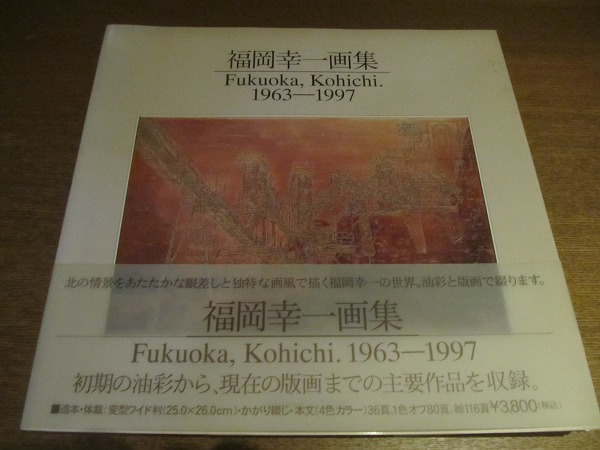 福岡幸一画集
Fukuoka, Kohichi.
1963—1997
北の情景をあたたかな眼差しと独特な画風で描く福岡幸一の世界。油彩と版画で綴ります。
福岡幸一画集
Fukuoka, Kohichi. 1963—1997
初期の油彩から、現在の版画までの主要作品を収録。
■造本・体裁:変型ワイド判(25.0×26.0cm)・かがり綴じ・本文(4色カラー)36頁、1色オフ80頁、総116頁¥3,800(税込)